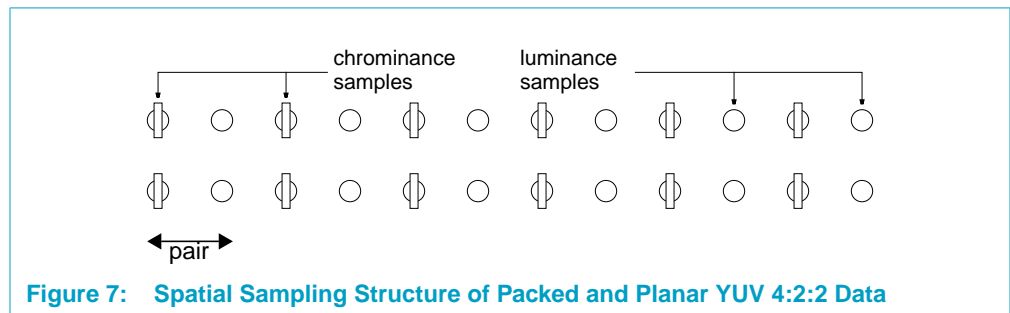 chrominance
samples
luminance
samples
pair
Figure 7: Spatial Sampling Structure of Packed and Planar YUV 4:2:2 Data